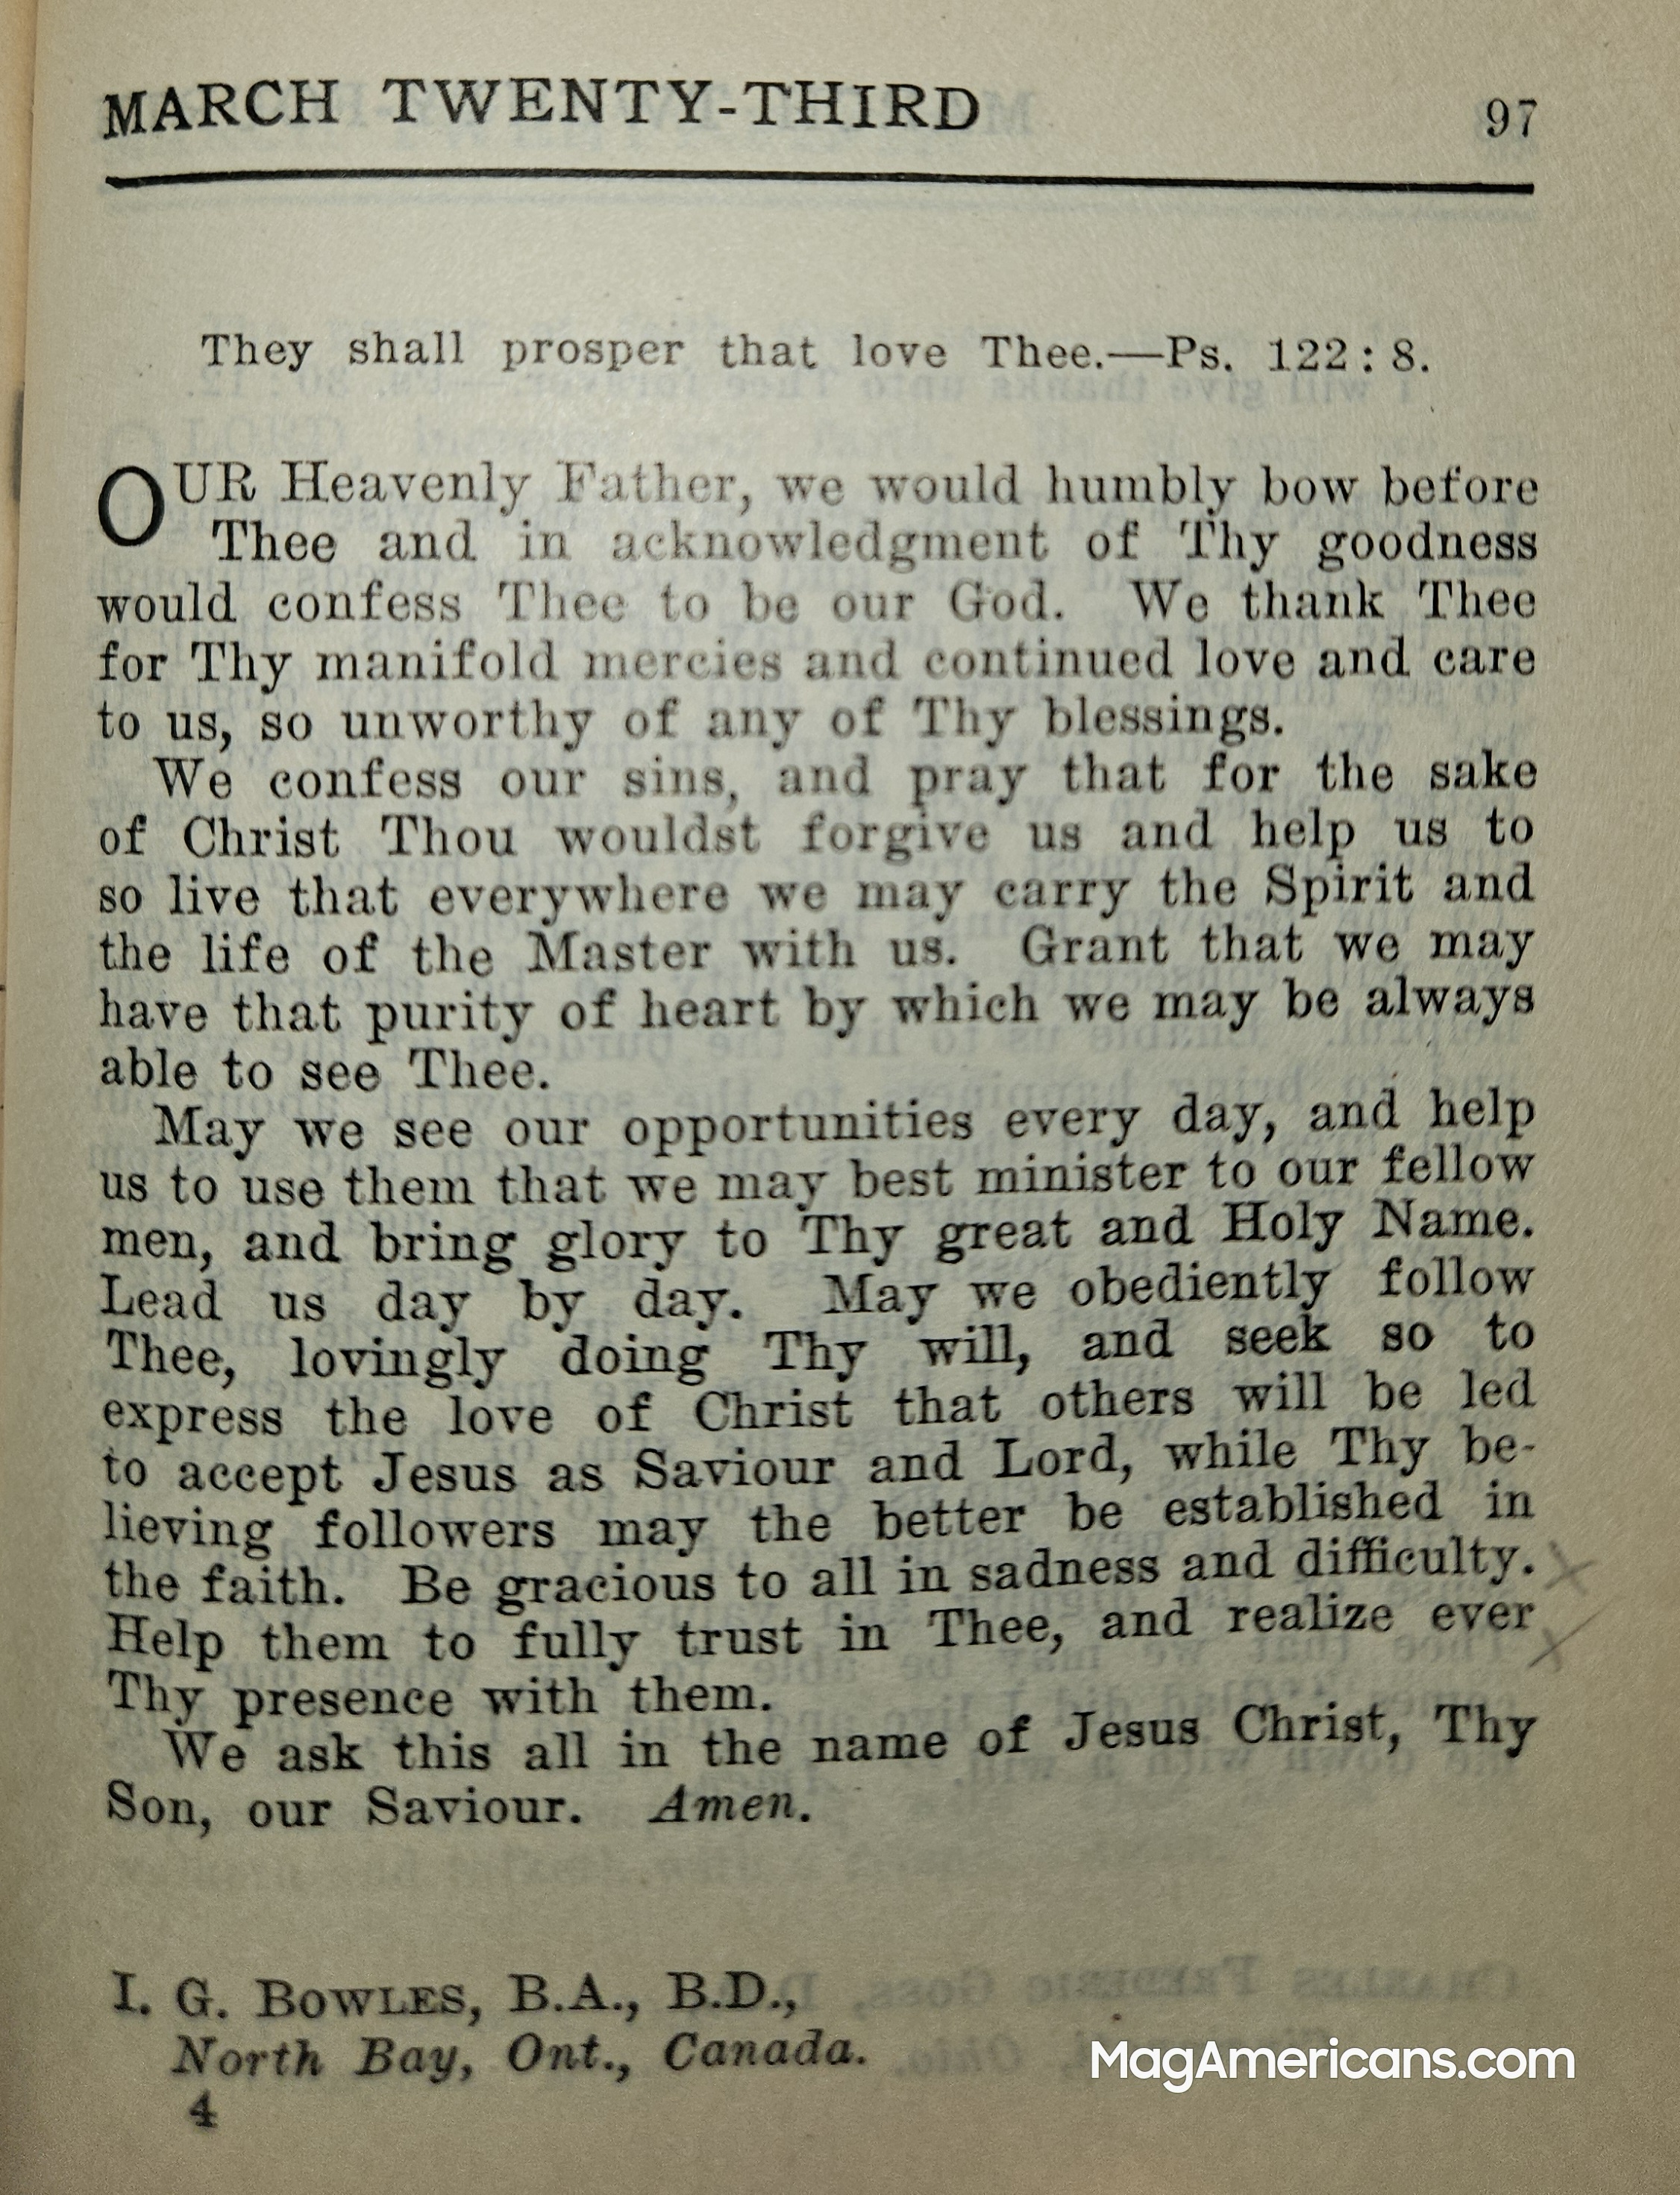 MARCH TWENTY-THIRD 97
They shall prosper that love Thee.—Ps. 122:8.
OUR Heavenly Father, we would humbly bow before
Thee and in acknowledgment of Thy goodness
would confess Thee to be our God. We thank Thee
for Thy manifold mercies and continued love and care
to us, so unworthy of any of Thy blessings.
We confess our sins, and pray that for the sake
of Christ Thou wouldst forgive us and help us to
so live that everywhere we may carry the Spirit and
the life of the Master with us. Grant that we may
have that purity of heart by which we may be always
able to see Thee.
May we see our opportunities every day, and help
us to use them that we may best minister to our fellow
men, and bring glory to Thy great and Holy Name.
Lead us day by day. May we obediently follow
Thee, lovingly doing Thy will, and seek so to
express the love of Christ that others will be led
to accept Jesus as Saviour and Lord, while Thy be-
lieving followers may the better be established in
the faith. Be gracious to all in sadness and difficulty.
Help them to fully trust in Thee, and realize ever
Thy presence with them.
We ask this all in the name of Jesus Christ, Thy
Son, our Saviour. Amen.
I. G. BOWLES, B.A., B.D.,
North Bay, Ont., Canada.
4
MagAmericans.com